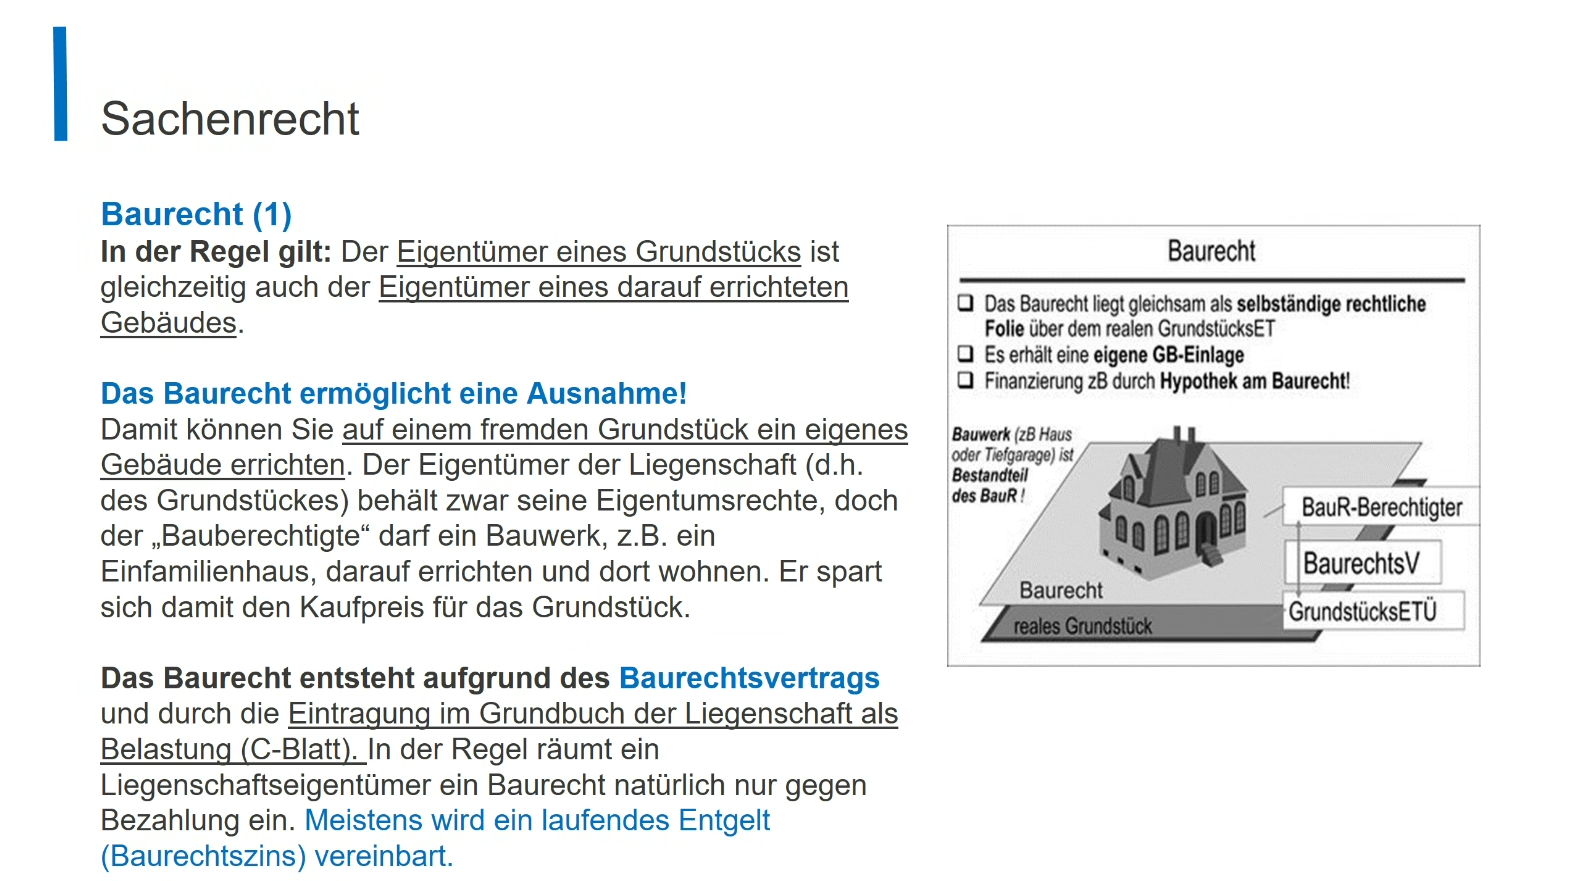 Sachenrecht
Baurecht (1)
In der Regel gilt: Der Eigentümer eines Grundstücks ist
gleichzeitig auch der Eigentümer eines darauf errichteten
Gebäudes.
Das Baurecht ermöglicht eine Ausnahme!
Damit können Sie auf einem fremden Grundstück ein eigenes
Gebäude errichten. Der Eigentümer der Liegenschaft (d.h.
des Grundstückes) behält zwar seine Eigentumsrechte, doch
der „Bauberechtigte“ darf ein Bauwerk, z.B. ein
Einfamilienhaus, darauf errichten und dort wohnen. Er spart
sich damit den Kaufpreis für das Grundstück.
Das Baurecht entsteht aufgrund des Baurechtsvertrags
und durch die Eintragung im Grundbuch der Liegenschaft als
Belastung (C-Blatt). In der Regel räumt ein
Liegenschaftseigentümer ein Baurecht natürlich nur gegen
Bezahlung ein. Meistens wird ein laufendes Entgelt
(Baurechtszins) vereinbart.
Baurecht
Das Baurecht liegt gleichsam als selbständige rechtliche
Folie über dem realen GrundstücksET
Es erhält eine eigene GB-Einlage
Finanzierung zB durch Hypothek am Baurecht!
Bauwerk (zB Haus
oder Tiefgarage) ist
Bestandteil
des BauR !
BauR-Berechtigter
BaurechtsV
Baurecht
GrundstücksETÜ
reales Grundstück